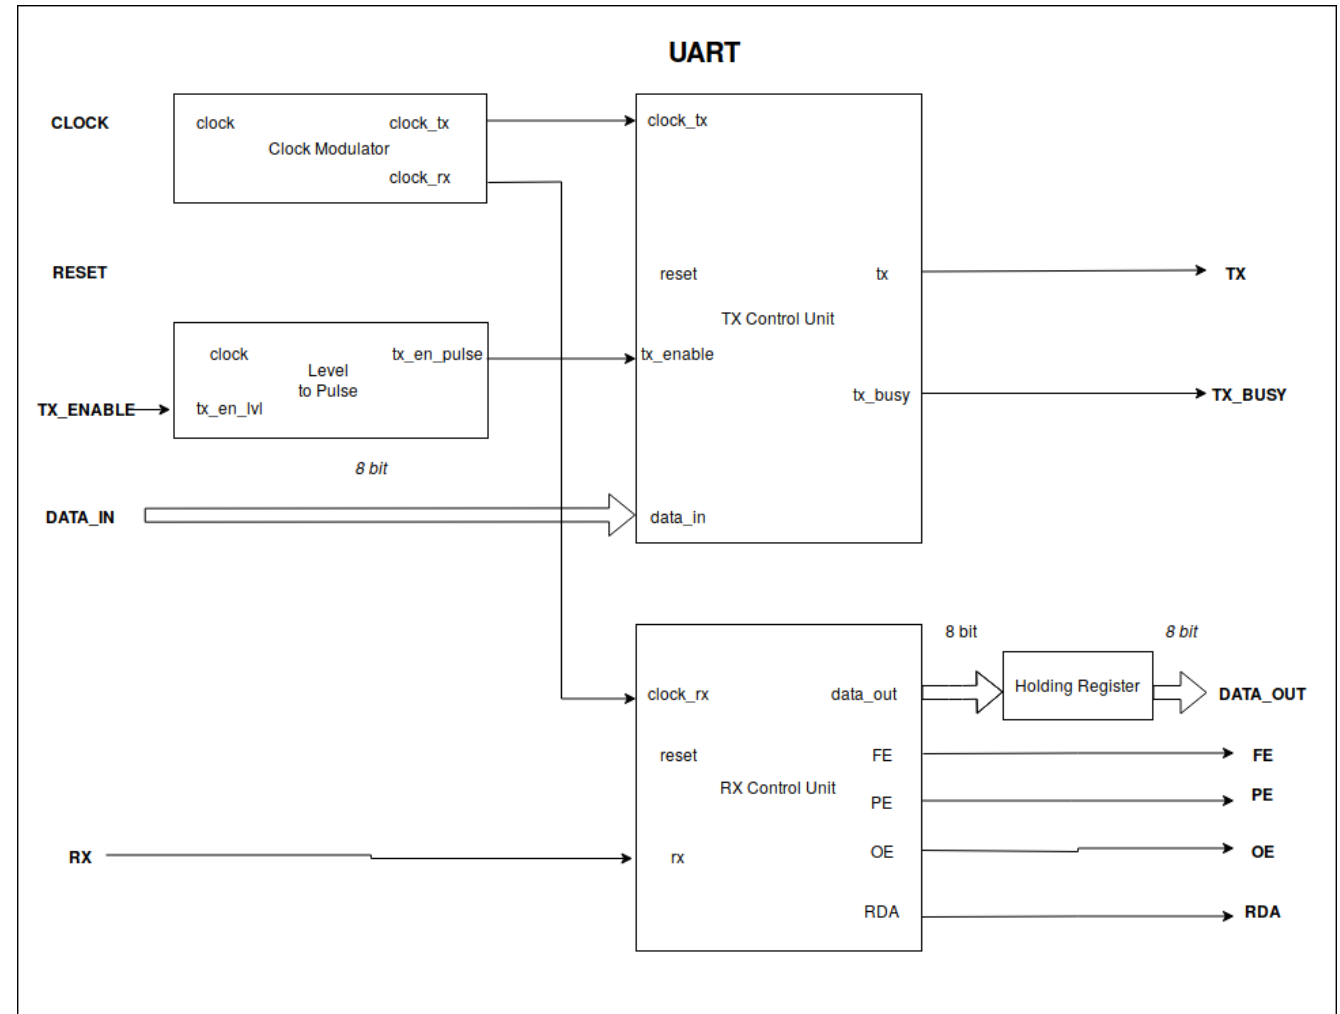 UART
CLOCK
clock
clock_tx
Clock Modulator
clock_rx
clock_tx
RESET
reset
tx
TX
TX Control Unit
clock
tx_en_pulse
Level
to Pulse
tx_enable
TX_ENABLE
tx_en_lvl
tx_busy
TX_BUSY
8 bit
DATA_IN
data_in
8 bit
8 bit
clock_rx
data_out
Holding Register
DATA_OUT
reset
FE
FE
RX Control Unit
PE
PE
RX
rx
OE
OE
RDA
RDA